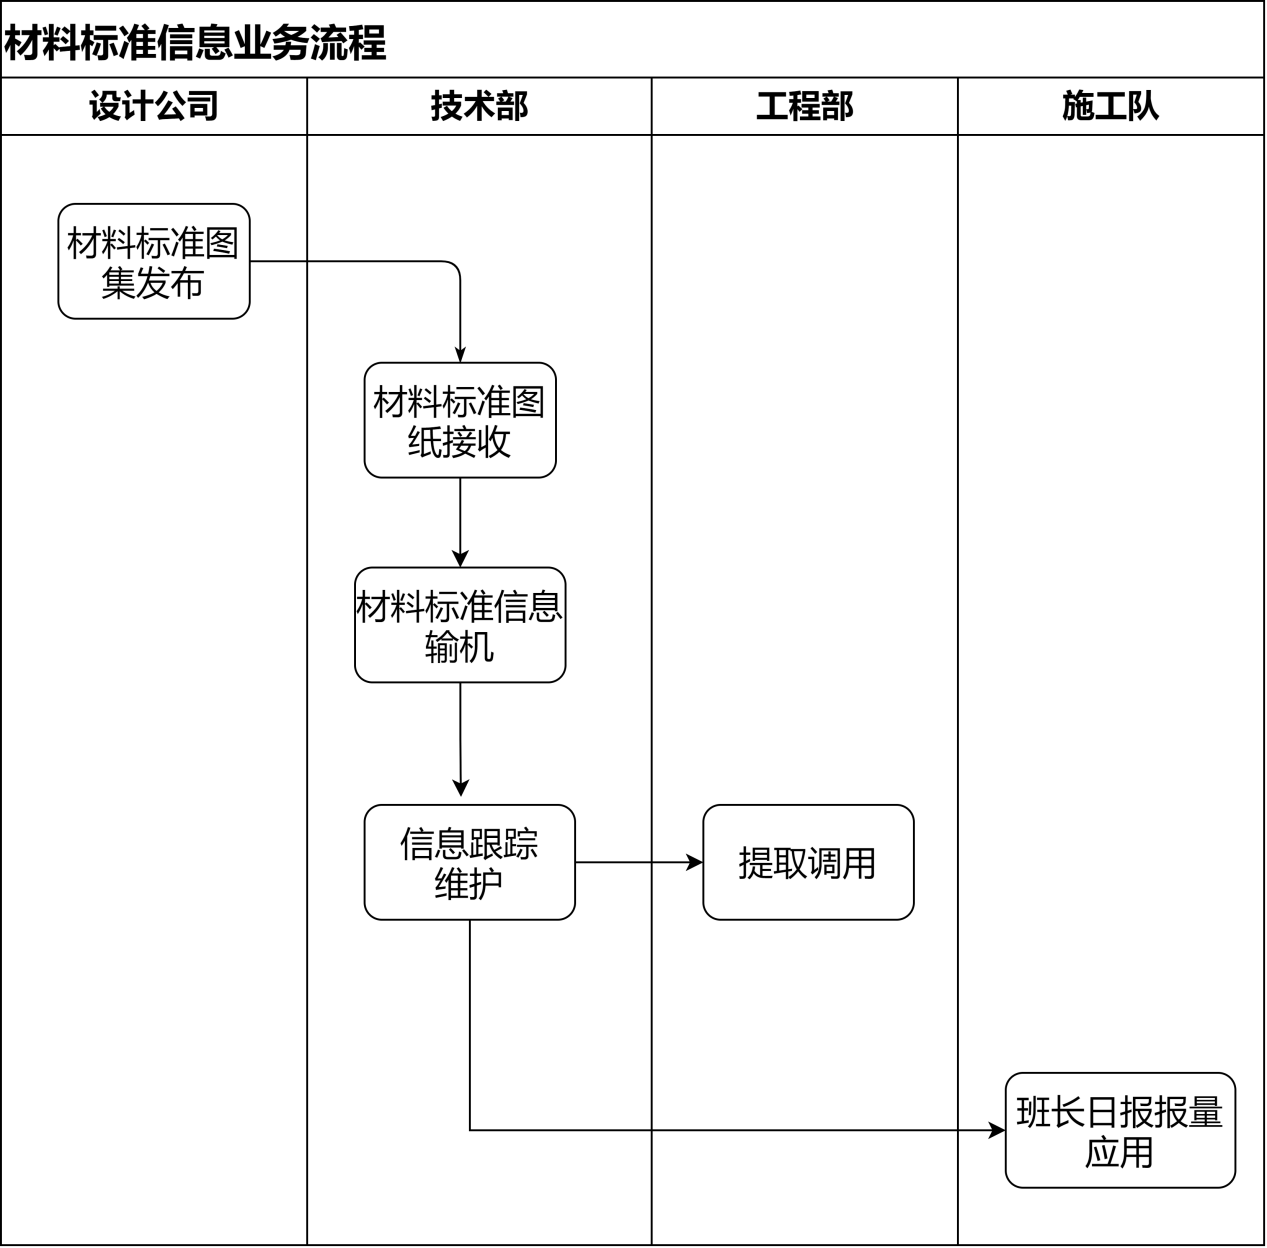 材料标准信息业务流程
设计公司
技术部
工程部
施工队
材料标准图
集发布
材料标准图
纸接收
材料标准信息
输机
信息跟踪
维护
提取调用
班长日报报量
应用